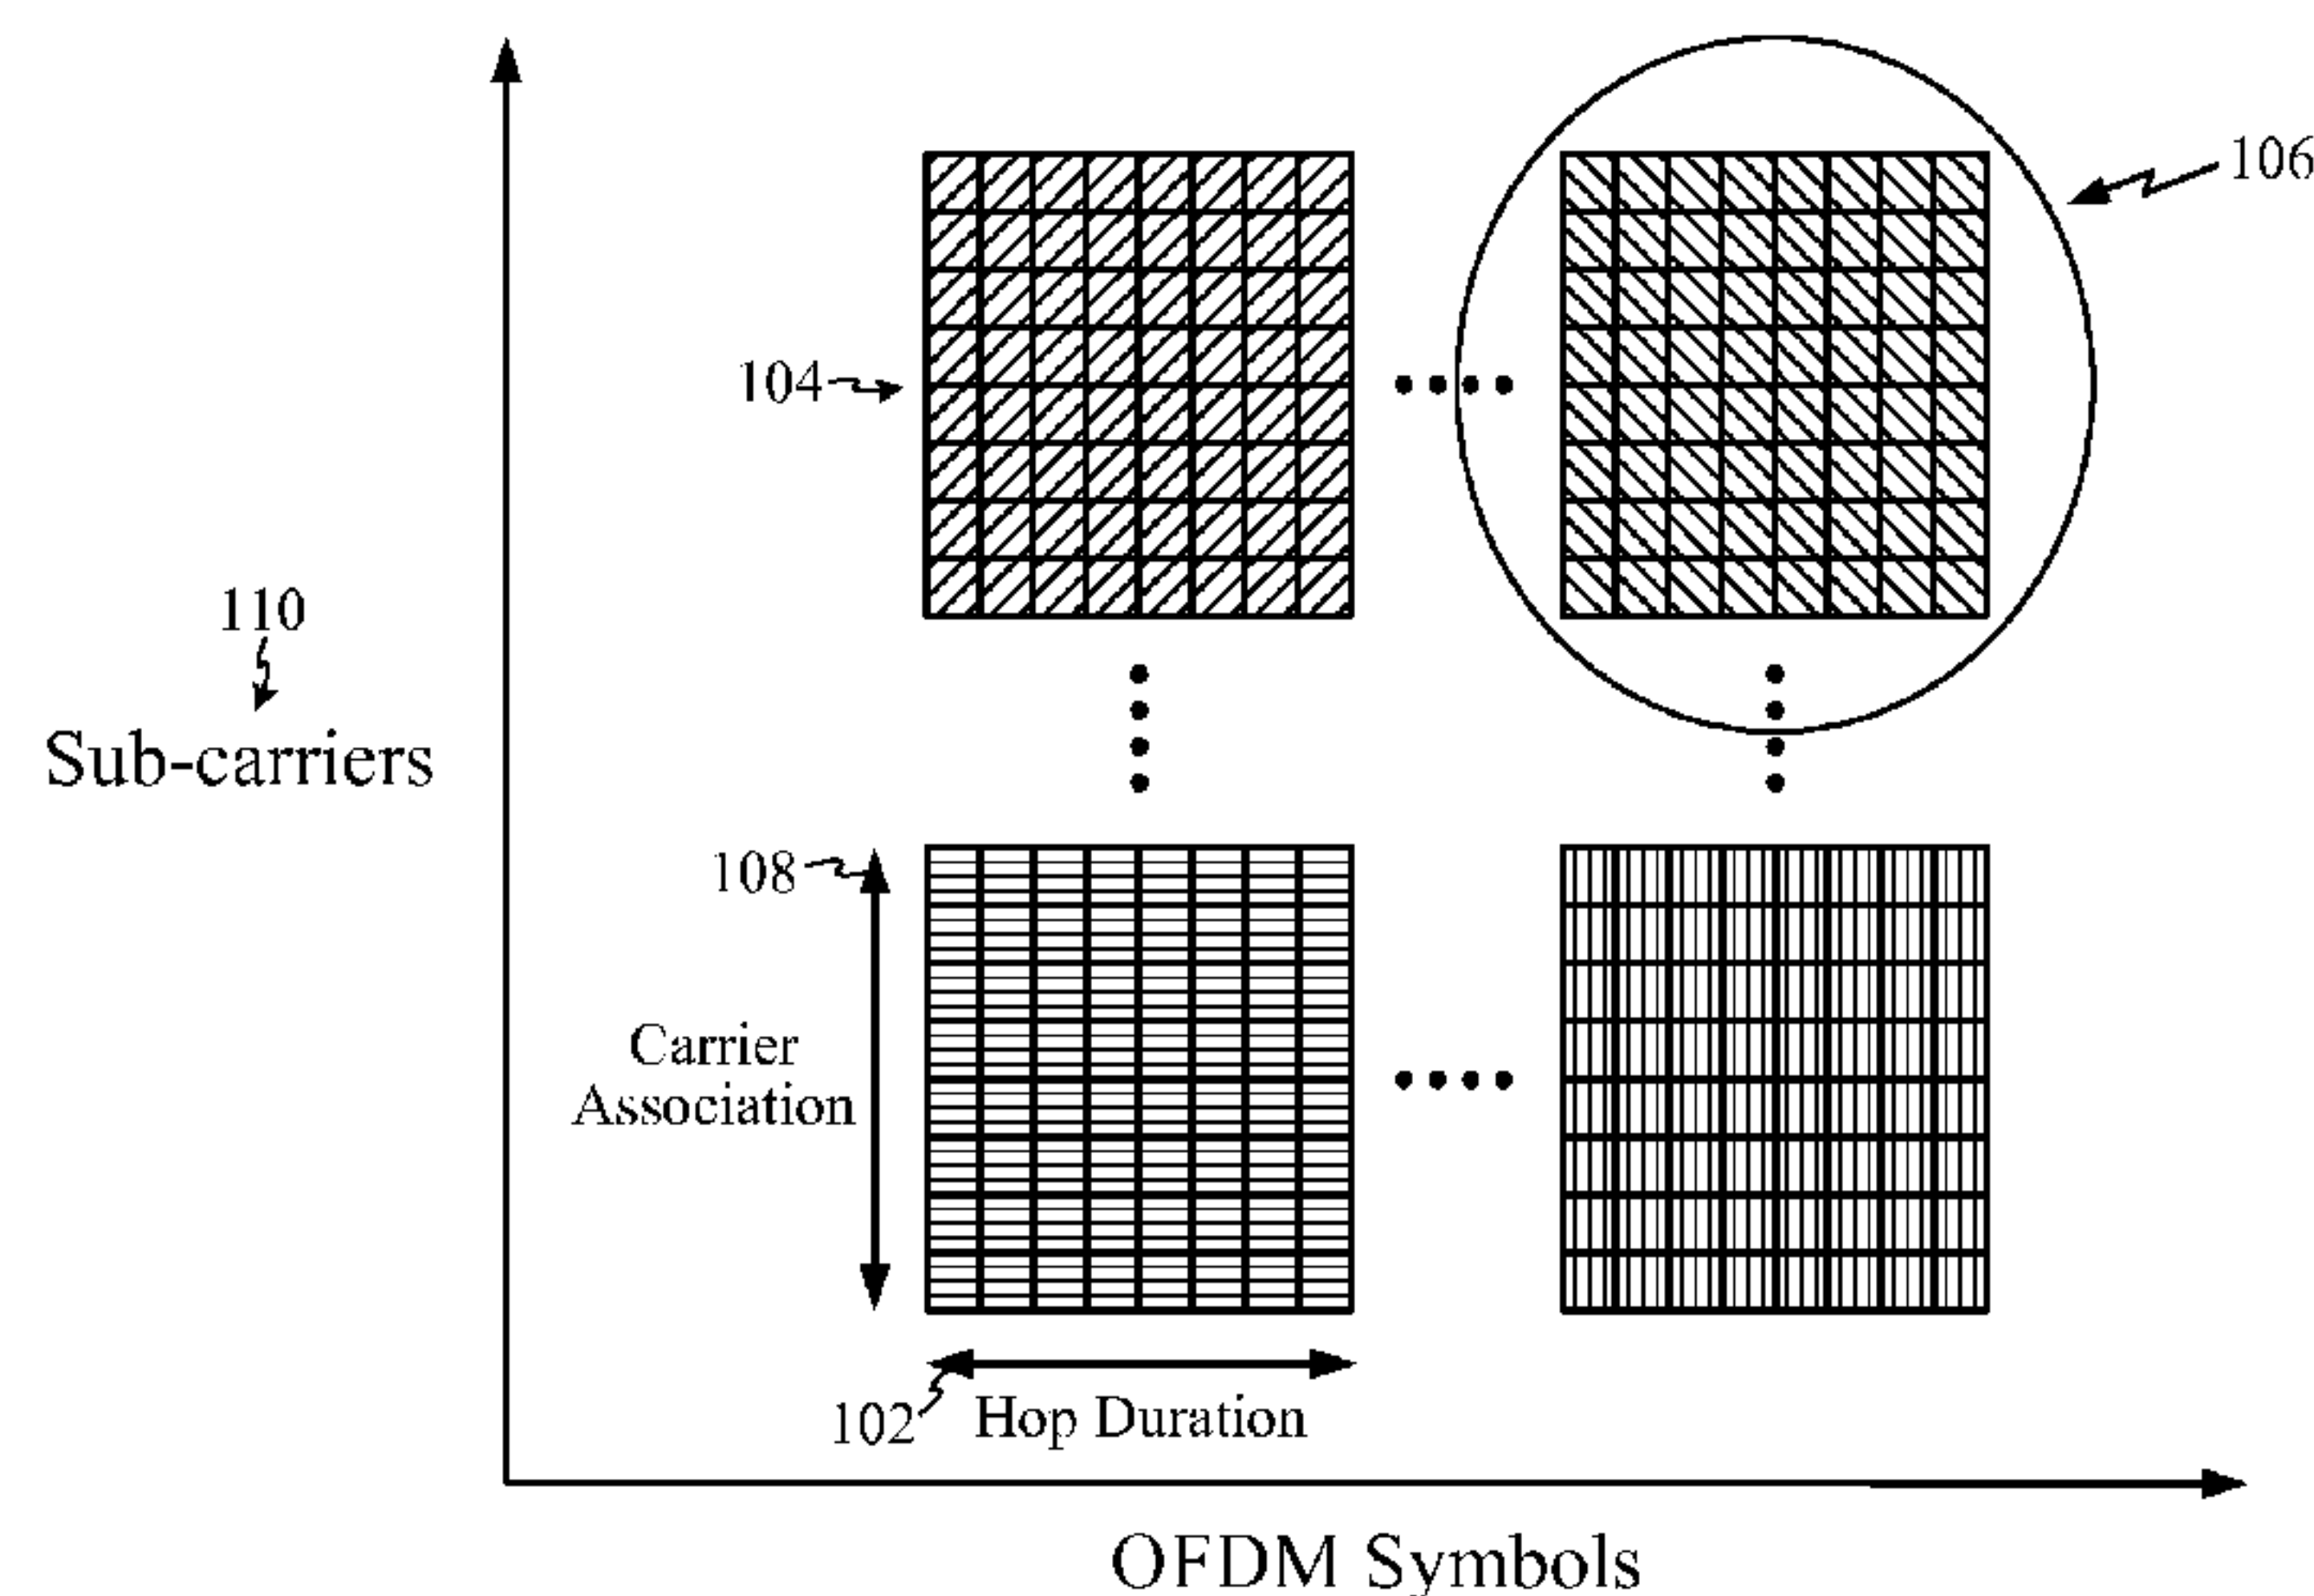 106
104
110
Sub-carriers
108
Carrier
Association
102
Hop Duration
OFDM Symbols